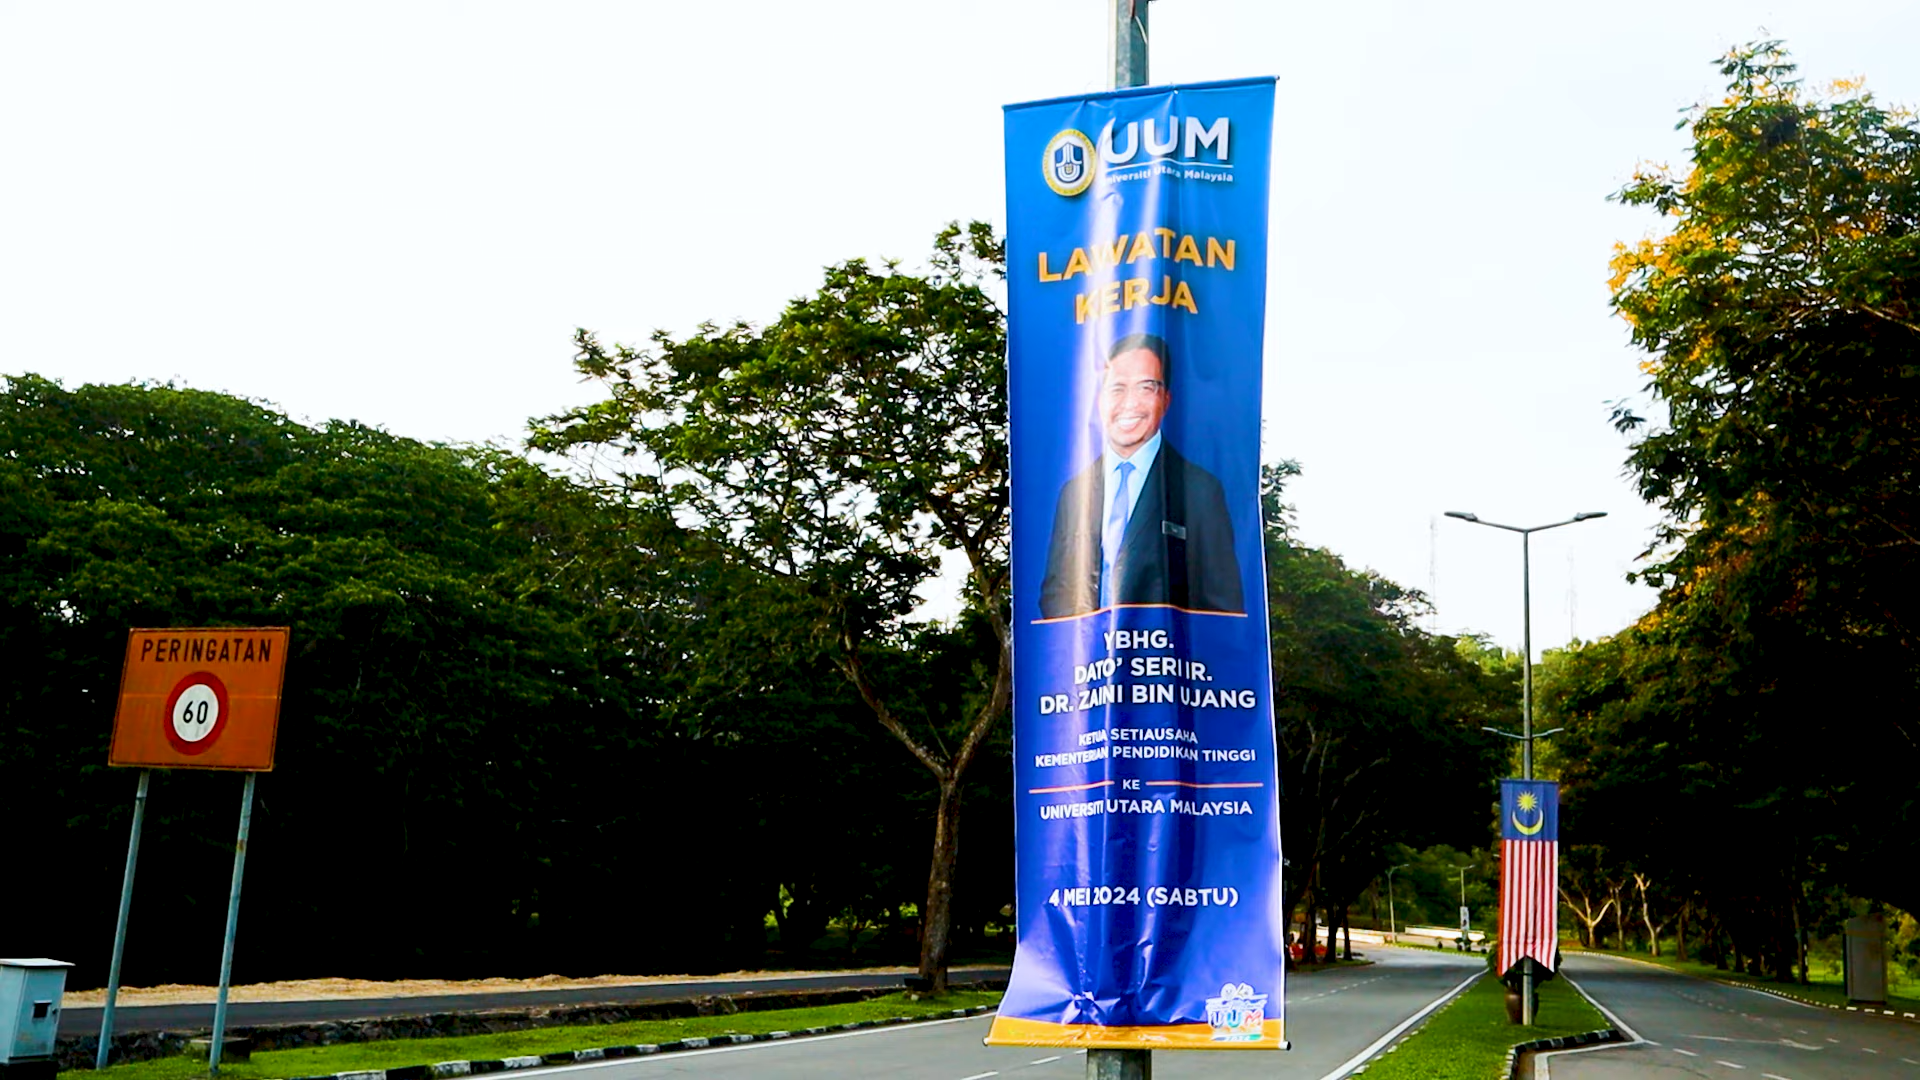 UUM
Universiti Utara Malaysia
LAWATAN
KERJA
YBHG.
DATO' SERI IR.
DR. ZAINI BIN UJANG
KETUA SETIAUSAHA
KEMENTERIAN PENDIDIKAN TINGGI
KE
UNIVERSITI UTARA MALAYSIA
4 MEI 2024 (SABTU)
UUM
PERINGATAN
60